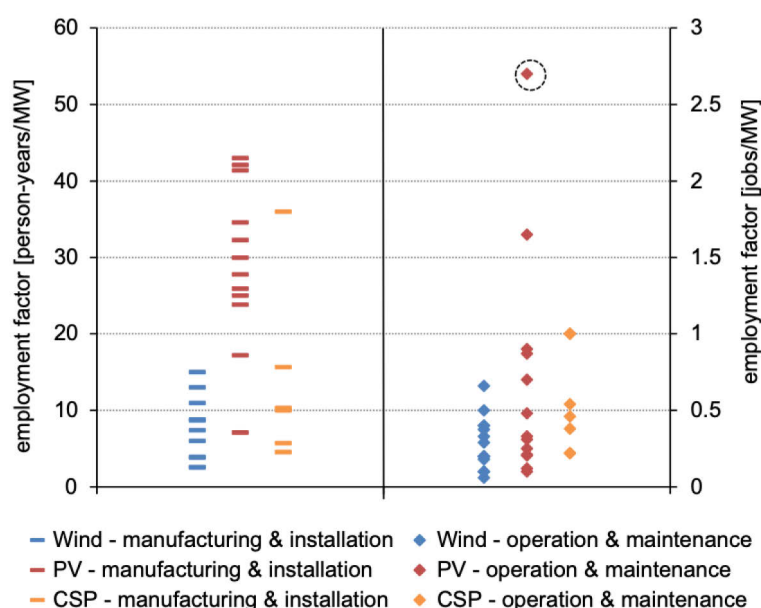 60
50
40
30
20
10
0
employment factor [person-years/MW]
3
2.5
2
1.5
1
0.5
0
employment factor [jobs/MW]
Wind - manufacturing & installation
Wind - operation & maintenance
PV - manufacturing & installation
PV - operation & maintenance
CSP - manufacturing & installation
CSP - operation & maintenance